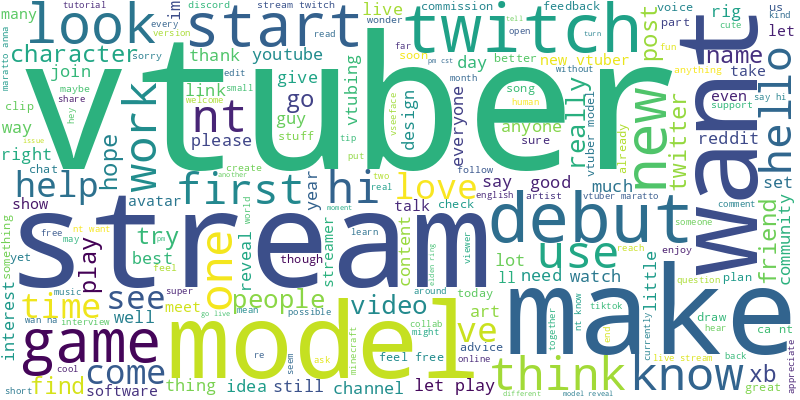 many
tutorial
discord
stream twitch
commission
feedback
voice
rig
us
kind
every
version
im
wonder
live
read
tell
open
turn
part
cute
let
look
start
twitch
post
maratto anna
sorry
character
thank
youtube
far
soon
fun
name
join
maybe
share
edit
welcome
small
give
pm cst
day
better
new vtuber
anything
take
clip
hey
link
vtubing
month
without
support
say hi
vtuber
want
hello
way
issue
work
nt
go
guy
stuff
tip
design
everyone
song
human
really
vtuber model
new
even
right
chat
hope
please
create
put
vseeface
anyone
sure
already
twitter
reddit
help
another
first
hi
year
two
real
love
follow
english
say
good
artist
much
vtuber maratto
set
show
avatar
talk
check
comment
community
something
yet
free
may
nt want
try
pm
feel
one
reveal
world
though
moment
learn
streamer
content
elden ring
viewer
debut
someone
reach
enjoy
friend
stream
best
interest
play
music
super
meet
go live
mean
possible
people
around
today
lot
ll
need
use
watch
little
question
plan
time
see
well
wan na
interview
video
collab
might
art
ve
tiktok
draw
hear
ca nt
game
model
make
cool
come
re
seem
ask
minecraft
feel free
advice
online
together
nt know
end
currently
live stream
back
appreciate
short
find
software
thing
idea
still
channel
let play
think
different
model reveal
know
xb
great